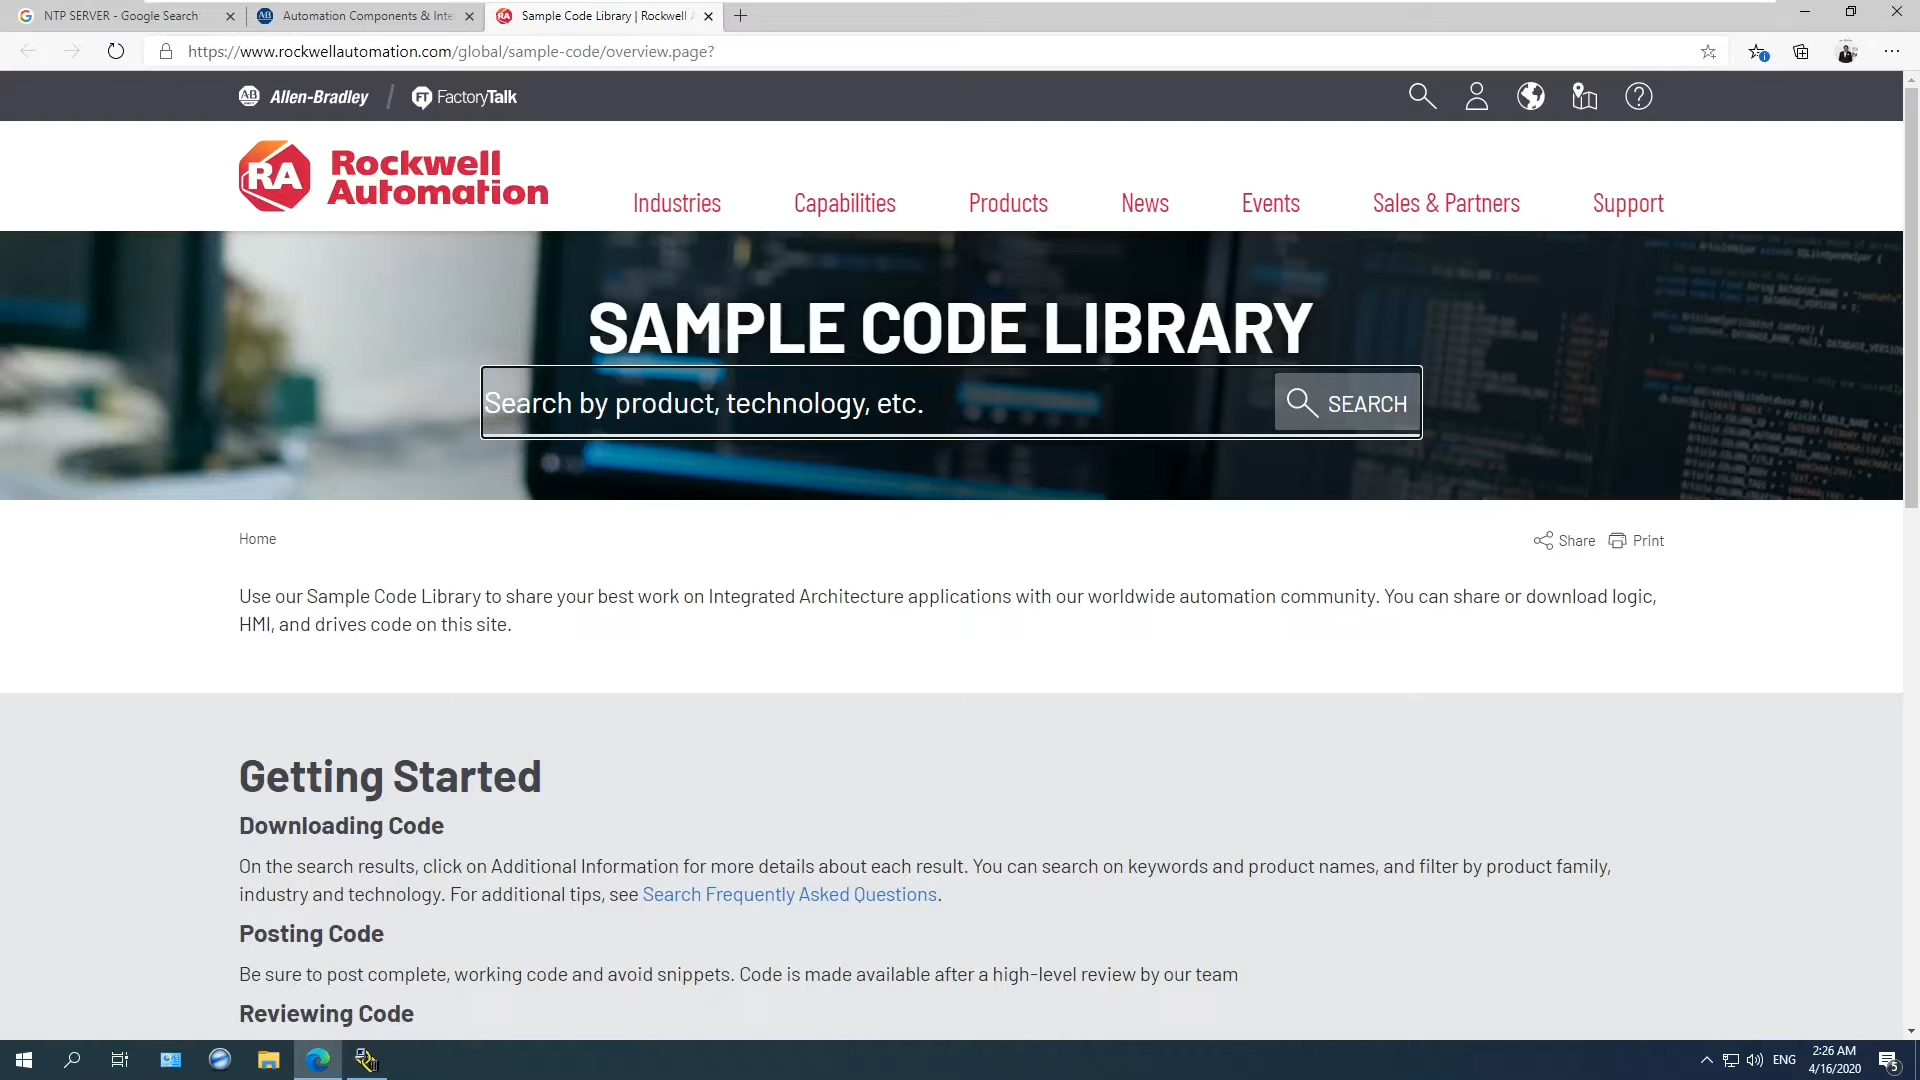 NTP SERVER - Google Search
Automation Components & Inte
Sample Code Library | Rockwell A
https://www.rockwellautomation.com/global/sample-code/overview.page?
AB Allen-Bradley / FT FactoryTalk
RA Rockwell
Automation
Industries Capabilities Products News Events Sales & Partners Support
SAMPLE CODE LIBRARY
Search by product, technology, etc. SEARCH
Home Share Print
Use our Sample Code Library to share your best work on Integrated Architecture applications with our worldwide automation community. You can share or download logic,
HMI, and drives code on this site.
Getting Started
Downloading Code
On the search results, click on Additional Information for more details about each result. You can search on keywords and product names, and filter by product family,
industry and technology. For additional tips, see Search Frequently Asked Questions.
Posting Code
Be sure to post complete, working code and avoid snippets. Code is made available after a high-level review by our team
Reviewing Code
ENG
2:26 AM
4/16/2020
5